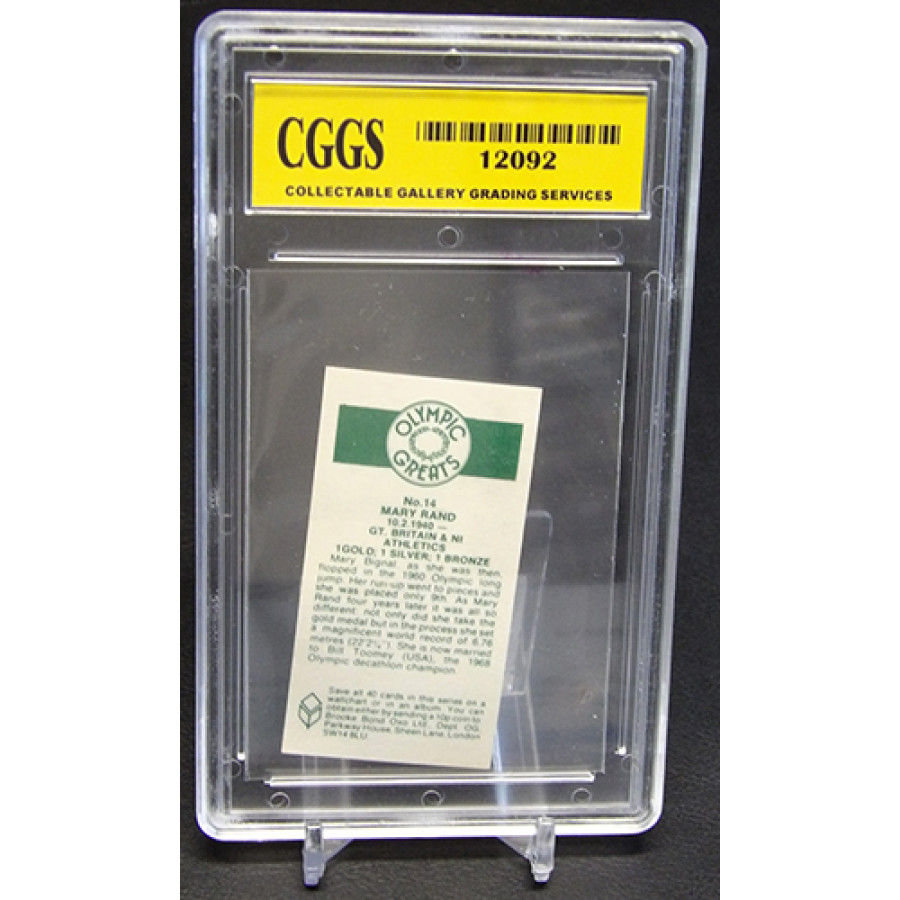 CGGS
12092
COLLECTABLE GALLERY GRADING SERVICES
OLYMPIC
GREATS
No.14
MARY RAND
10.2.1940 —
GT. BRITAIN & NI
ATHLETICS
1 GOLD; 1 SILVER; 1 BRONZE
Mary Bignal as she was then,
flopped in the 1960 Olympic long
jump. Her run-up went to pieces and
she was placed only 9th. As Mary
Rand four years later it was all so
different: not only did she take the
gold medal but in the process she set
a magnificent world record of 6.76
metres (22'2¼"). She is now married
to Bill Toomey (USA), the 1968
Olympic decathlon champion.
Save all 40 cards in this series on a
wallchart or in an album. You can
obtain either by sending a 10p coin to
Brooke Bond Oxo Ltd., Dept. OG,
Parkway House, Sheen Lane, London
SW14 8LU